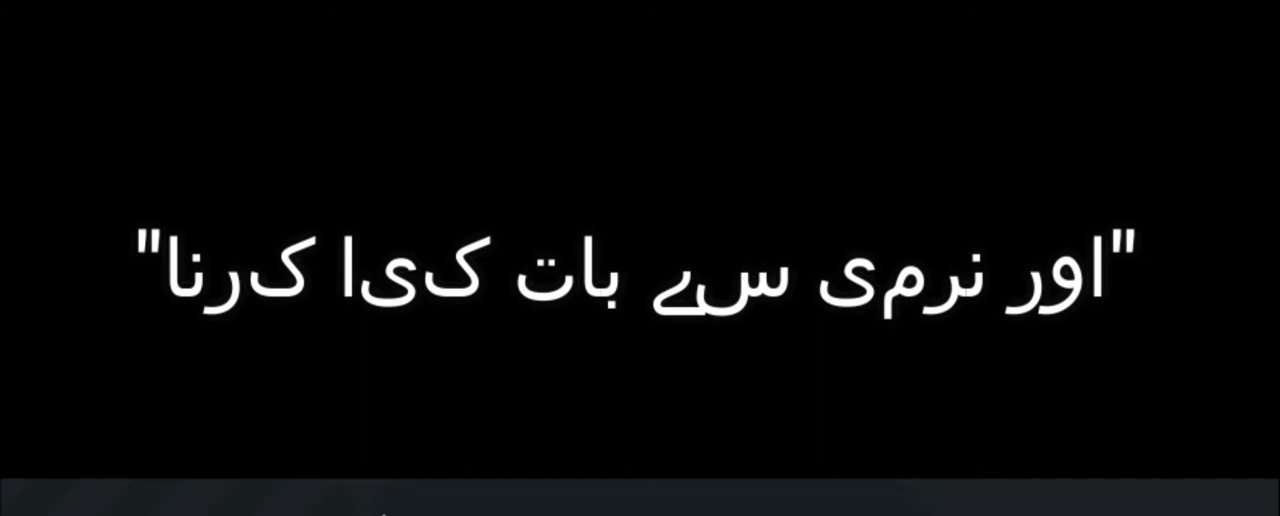 "اور نرمی سے بات کیا کرنا"